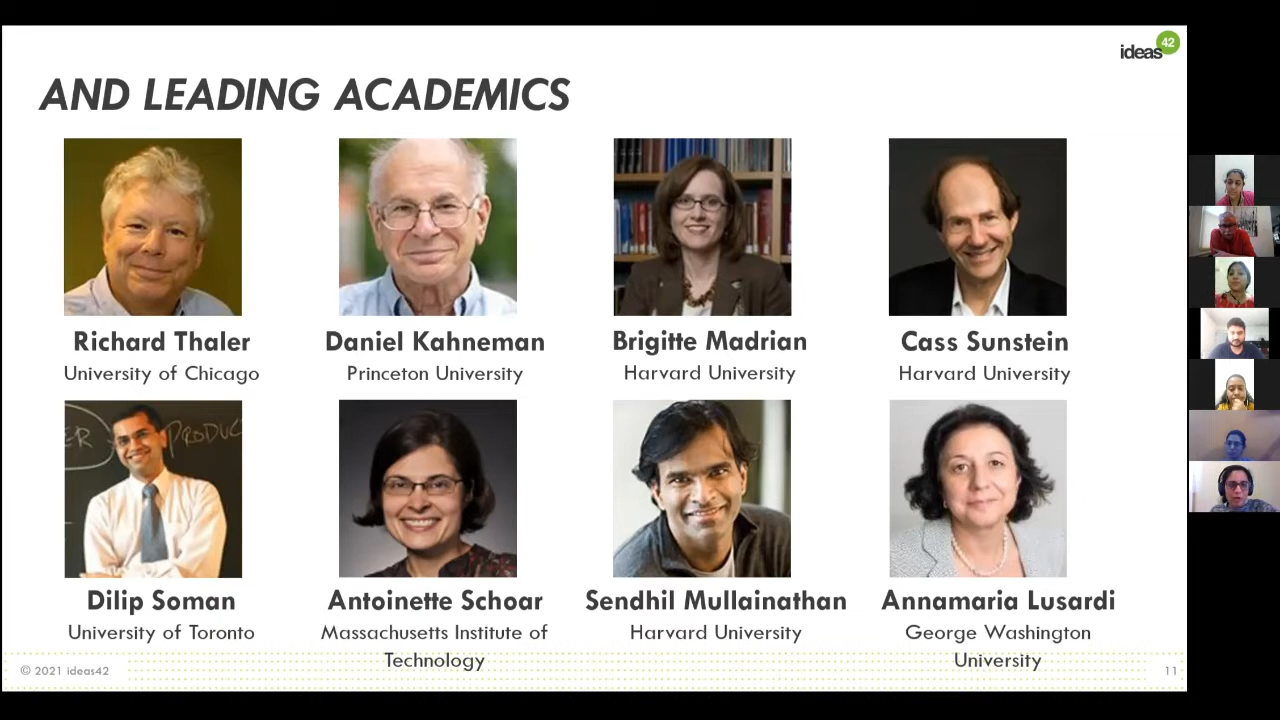 ideas42
AND LEADING ACADEMICS
Richard Thaler
University of Chicago
Daniel Kahneman
Princeton University
Brigitte Madrian
Harvard University
Cass Sunstein
Harvard University
ER
PRODUC
Dilip Soman
University of Toronto
Antoinette Schoar
Massachusetts Institute of
Technology
Sendhil Mullainathan
Harvard University
Annamaria Lusardi
George Washington
University
© 2021 ideas42
11